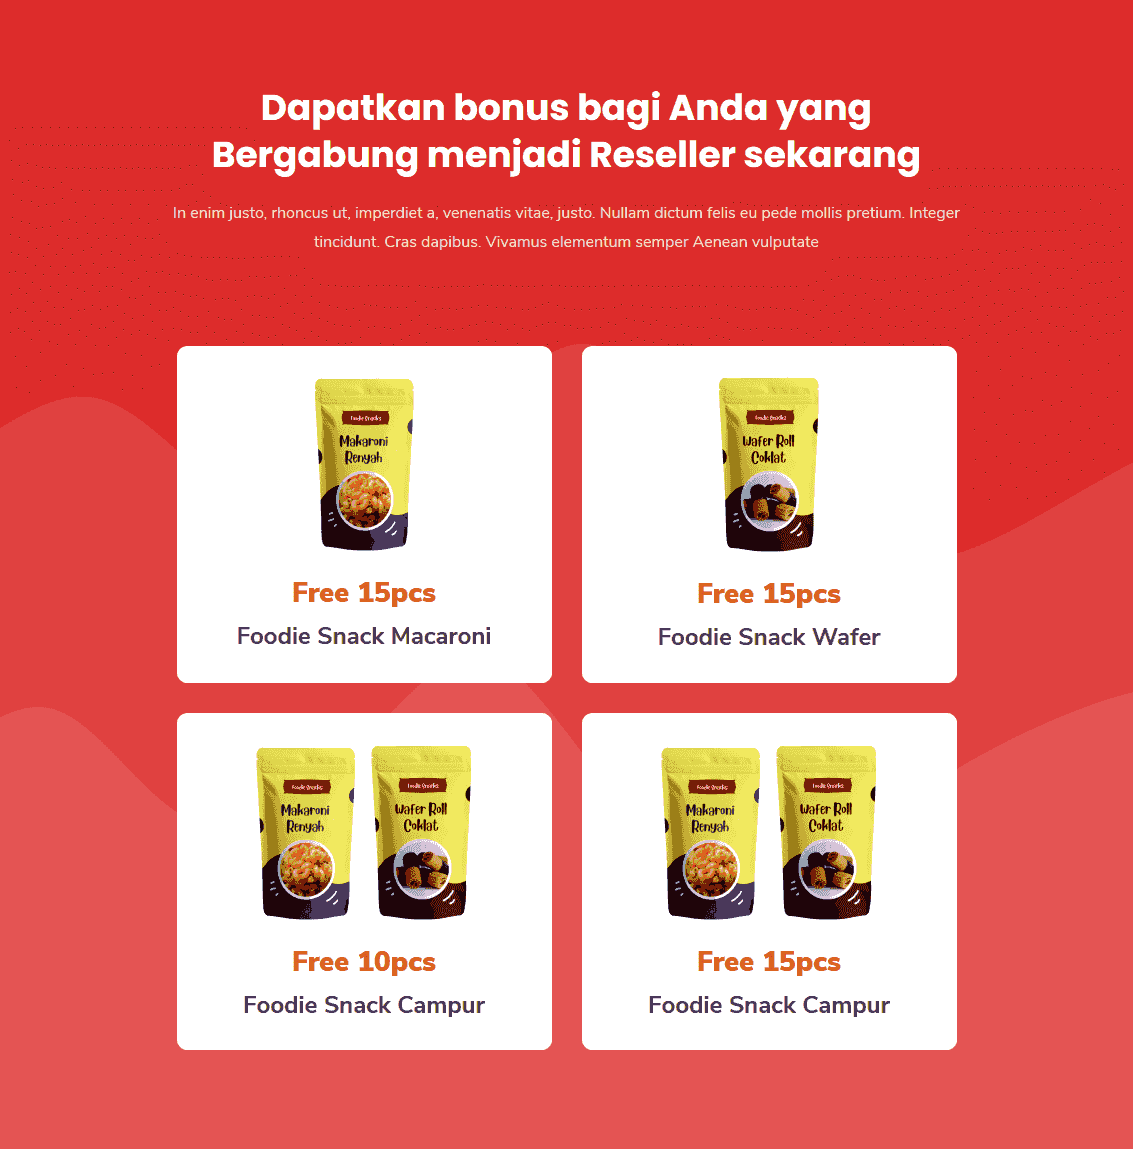 Dapatkan bonus bagi Anda yang
Bergabung menjadi Reseller sekarang
In enim justo, rhoncus ut, imperdiet a, venenatis vitae, justo. Nullam dictum felis eu pede mollis pretium. Integer
tincidunt. Cras dapibus. Vivamus elementum semper Aenean vulputate
Foodie Snacks
Makaroni
Renyah
Free 15pcs
Foodie Snack Macaroni
Foodie Snacks
Wafer Roll
Coklat
Free 15pcs
Foodie Snack Wafer
Foodie Snacks
Makaroni
Renyah
Foodie Snacks
Wafer Roll
Coklat
Free 10pcs
Foodie Snack Campur
Foodie Snacks
Makaroni
Renyah
Foodie Snacks
Wafer Roll
Coklat
Free 15pcs
Foodie Snack Campur